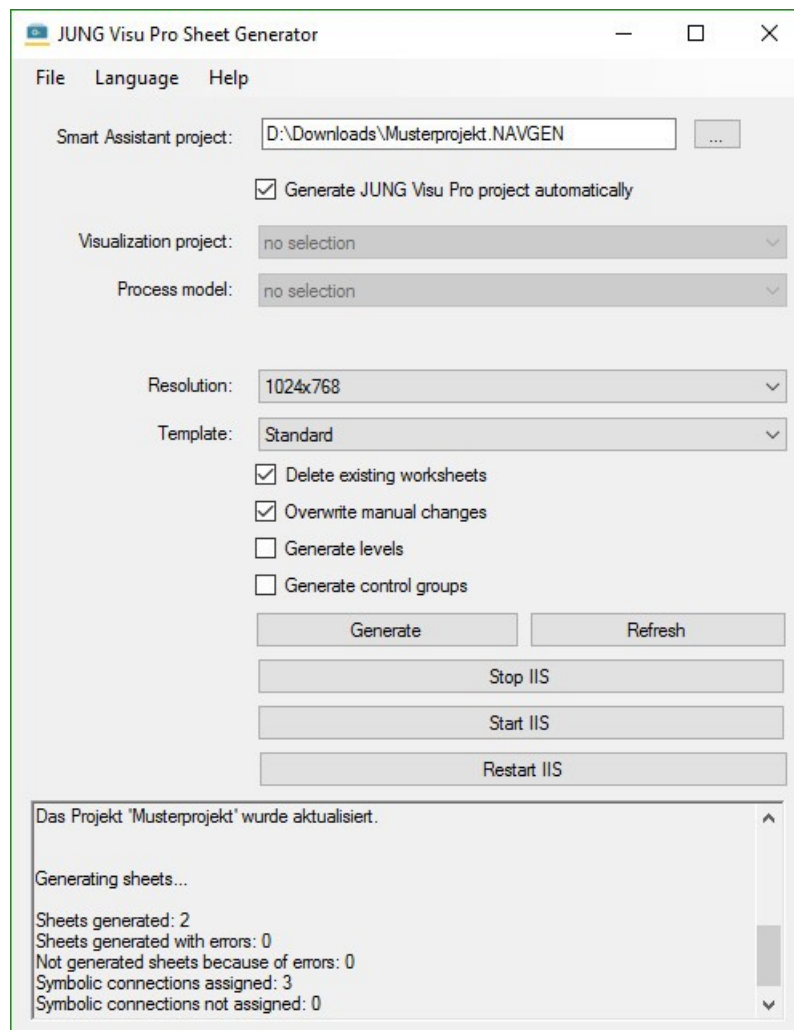 JUNG Visu Pro Sheet Generator
File Language Help
Smart Assistant project: D:\Downloads\Musterprojekt.NAVGEN ...
Generate JUNG Visu Pro project automatically
Visualization project: no selection
Process model: no selection
Resolution: 1024x768
Template: Standard
Delete existing worksheets
Overwrite manual changes
Generate levels
Generate control groups
Generate Refresh
Stop IIS
Start IIS
Restart IIS
Das Projekt 'Musterprojekt' wurde aktualisiert.
Generating sheets...
Sheets generated: 2
Sheets generated with errors: 0
Not generated sheets because of errors: 0
Symbolic connections assigned: 3
Symbolic connections not assigned: 0